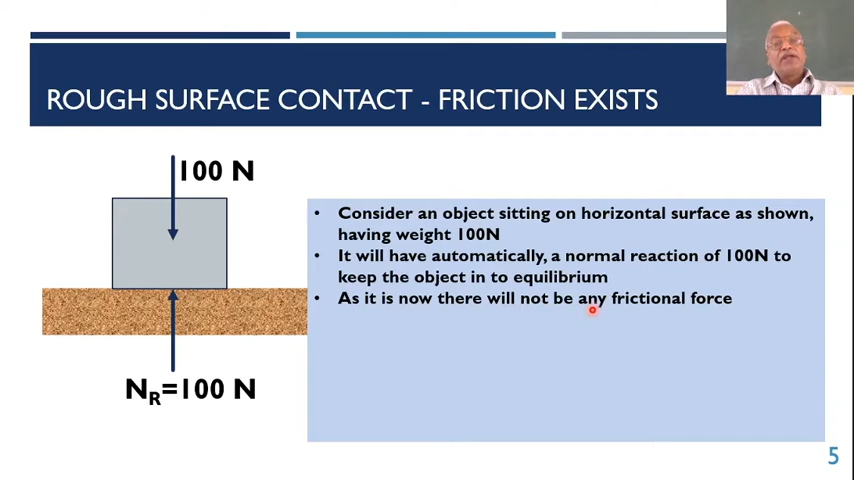 ROUGH SURFACE CONTACT - FRICTION EXISTS
100 N
• Consider an object sitting on horizontal surface as shown,
having weight 100N
• It will have automatically, a normal reaction of 100N to
keep the object in to equilibrium
• As it is now there will not be any frictional force
NR=100 N
5